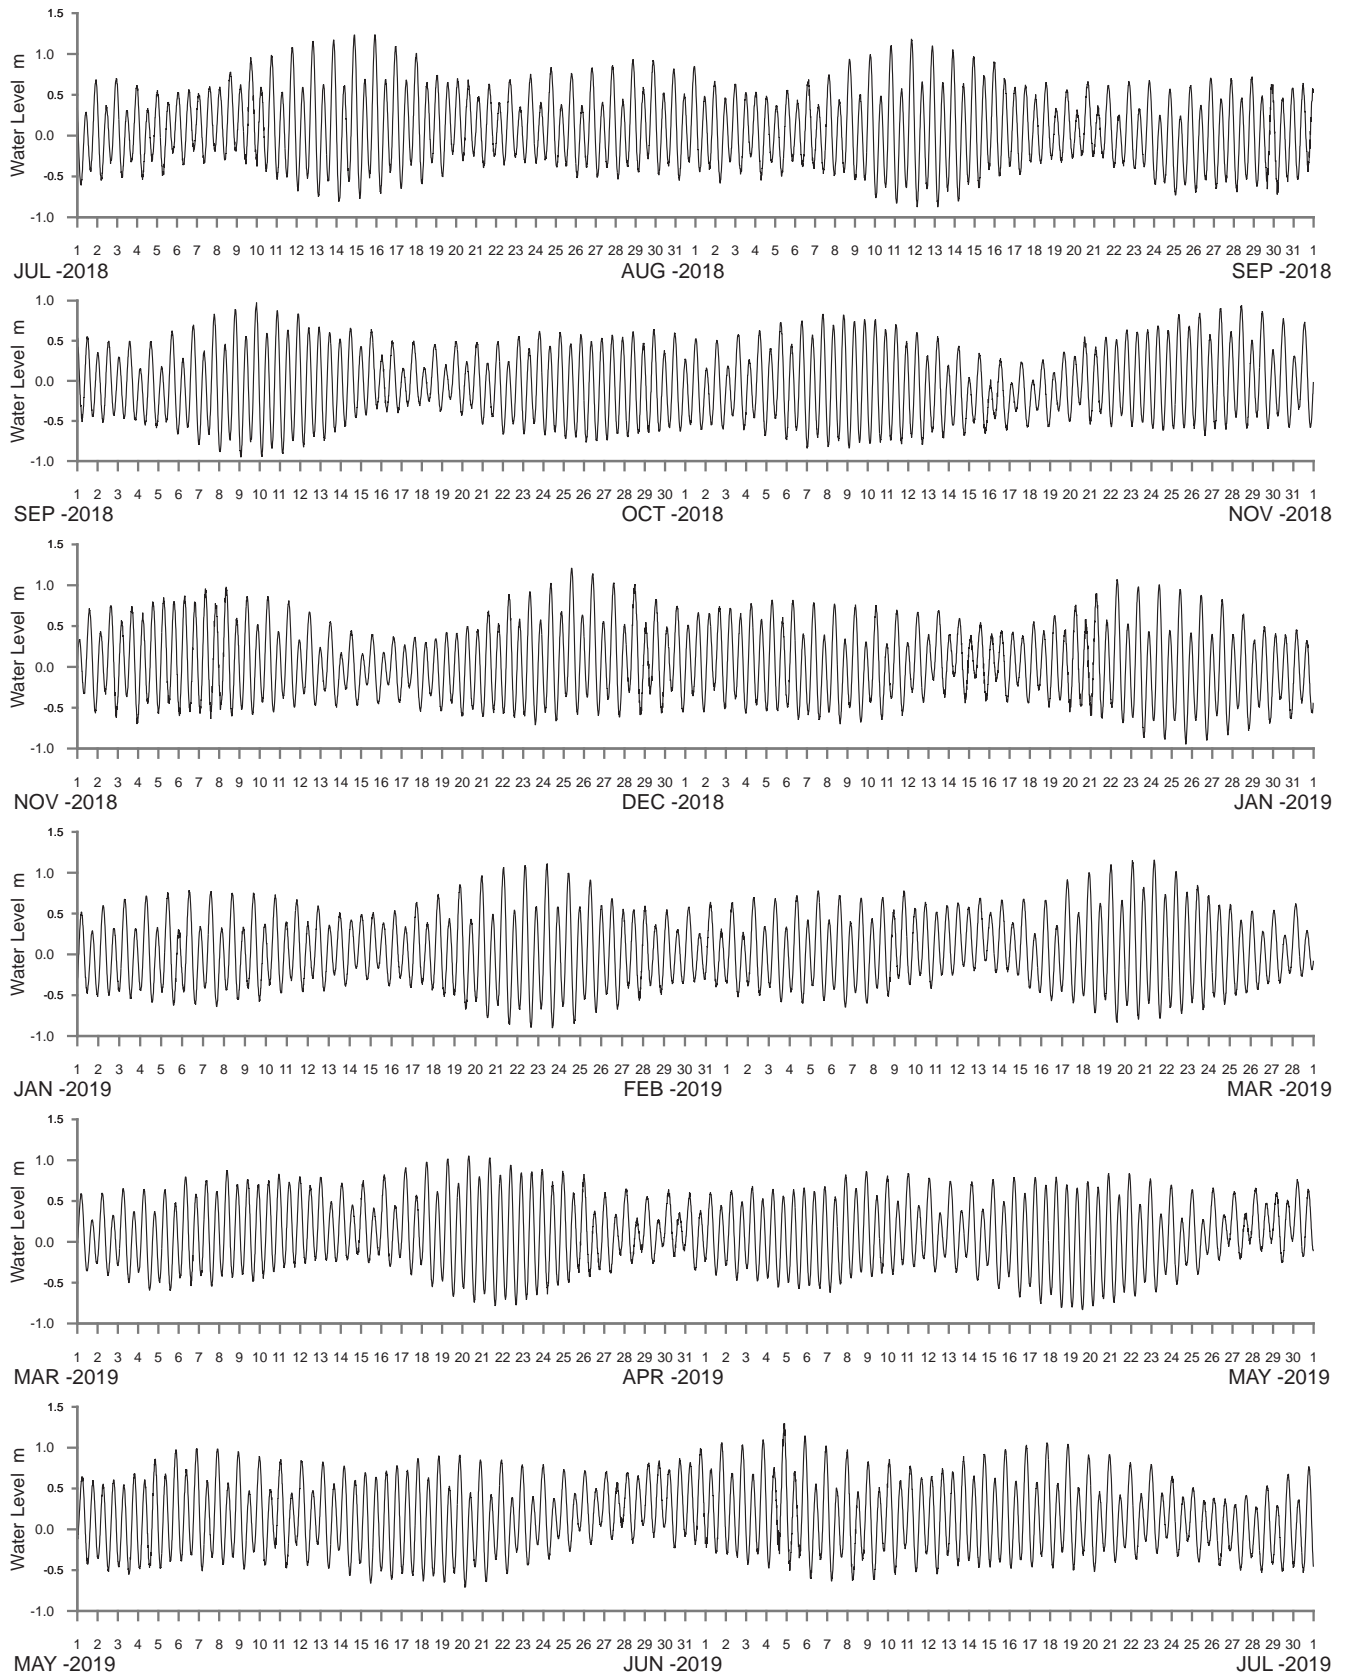 1.5
1.0
0.5
0.0
-0.5
-1.0
Water Level m
1 2 3 4 5 6 7 8 9 10 11 12 13 14 15 16 17 18 19 20 21 22 23 24 25 26 27 28 29 30 31 1 2 3 4 5 6 7 8 9 10 11 12 13 14 15 16 17 18 19 20 21 22 23 24 25 26 27 28 29 30 31 1
JUL -2018 AUG -2018 SEP -2018
1.0
0.5
0.0
-0.5
-1.0
Water Level m
1 2 3 4 5 6 7 8 9 10 11 12 13 14 15 16 17 18 19 20 21 22 23 24 25 26 27 28 29 30 1 2 3 4 5 6 7 8 9 10 11 12 13 14 15 16 17 18 19 20 21 22 23 24 25 26 27 28 29 30 31 1
SEP -2018 OCT -2018 NOV -2018
1.5
1.0
0.5
0.0
-0.5
-1.0
Water Level m
1 2 3 4 5 6 7 8 9 10 11 12 13 14 15 16 17 18 19 20 21 22 23 24 25 26 27 28 29 30 1 2 3 4 5 6 7 8 9 10 11 12 13 14 15 16 17 18 19 20 21 22 23 24 25 26 27 28 29 30 31 1
NOV -2018 DEC -2018 JAN -2019
1.5
1.0
0.5
0.0
-0.5
-1.0
Water Level m
1 2 3 4 5 6 7 8 9 10 11 12 13 14 15 16 17 18 19 20 21 22 23 24 25 26 27 28 29 30 31 1 2 3 4 5 6 7 8 9 10 11 12 13 14 15 16 17 18 19 20 21 22 23 24 25 26 27 28 1
JAN -2019 FEB -2019 MAR -2019
1.5
1.0
0.5
0.0
-0.5
-1.0
Water Level m
1 2 3 4 5 6 7 8 9 10 11 12 13 14 15 16 17 18 19 20 21 22 23 24 25 26 27 28 29 30 31 1 2 3 4 5 6 7 8 9 10 11 12 13 14 15 16 17 18 19 20 21 22 23 24 25 26 27 28 29 30 1
MAR -2019 APR -2019 MAY -2019
1.5
1.0
0.5
0.0
-0.5
-1.0
Water Level m
1 2 3 4 5 6 7 8 9 10 11 12 13 14 15 16 17 18 19 20 21 22 23 24 25 26 27 28 29 30 31 1 2 3 4 5 6 7 8 9 10 11 12 13 14 15 16 17 18 19 20 21 22 23 24 25 26 27 28 29 30 1
MAY -2019 JUN -2019 JUL -2019